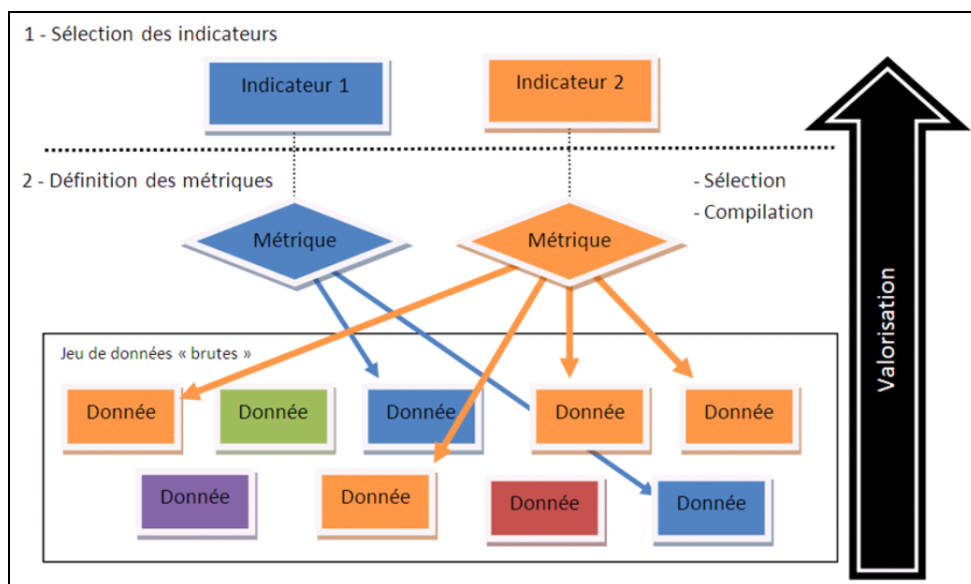 1 - Sélection des indicateurs
Indicateur 1
Indicateur 2
2 - Définition des métriques
- Sélection
- Compilation
Métrique
Métrique
Valorisation
Jeu de données « brutes »
Donnée
Donnée
Donnée
Donnée
Donnée
Donnée
Donnée
Donnée
Donnée